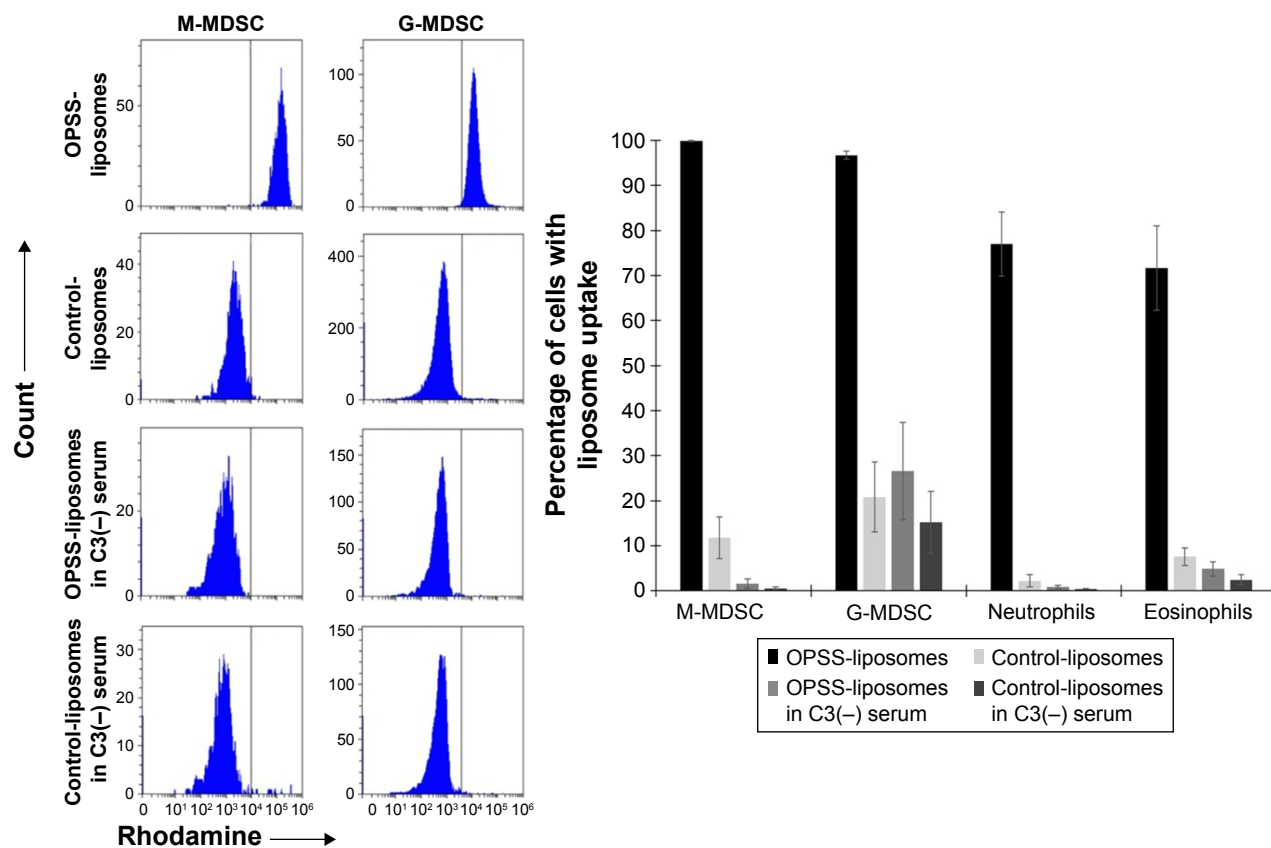 M-MDSC
G-MDSC
OPSS-
liposomes
50
0
100
50
0
Control-
liposomes
40
20
0
400
200
0
OPSS-liposomes
in C3(–) serum
20
0
150
100
50
0
Control-liposomes
in C3(–) serum
30
20
10
0
150
100
50
0
0 10¹ 10² 10³ 10⁴ 10⁵ 10⁶
0 10¹ 10² 10³ 10⁴ 10⁵ 10⁶
Count
Rhodamine
Percentage of cells with
liposome uptake
100
90
80
70
60
50
40
30
20
10
0
M-MDSC
G-MDSC
Neutrophils
Eosinophils
OPSS-liposomes
Control-liposomes
OPSS-liposomes
in C3(–) serum
Control-liposomes
in C3(–) serum